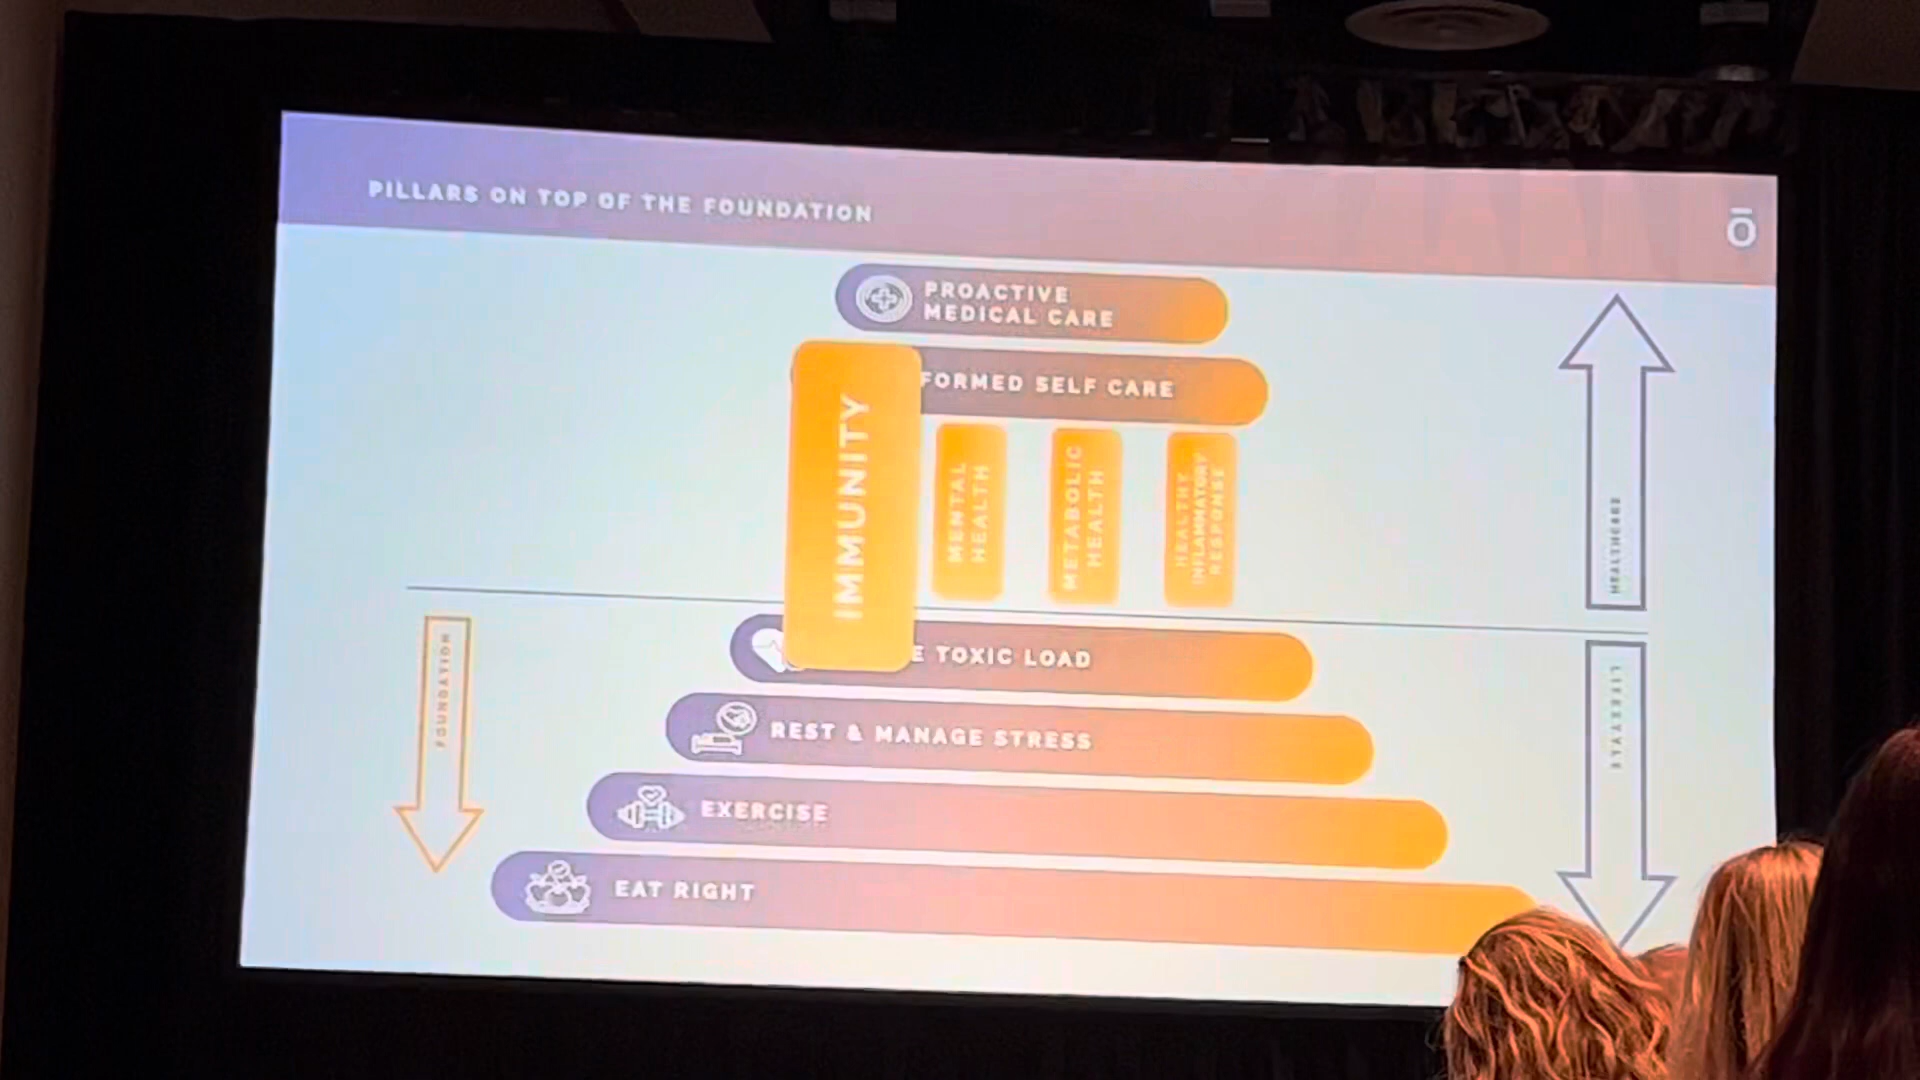 PILLARS ON TOP OF THE FOUNDATION
ō
PROACTIVE
MEDICAL CARE
FORMED SELF CARE
IMMUNITY
MENTAL
HEALTH
METABOLIC
HEALTH
HEALTHY
INFLAMMATORY
RESPONSE
HEALTHCARE
FOUNDATION
LIFESTYLE
E TOXIC LOAD
REST & MANAGE STRESS
EXERCISE
EAT RIGHT